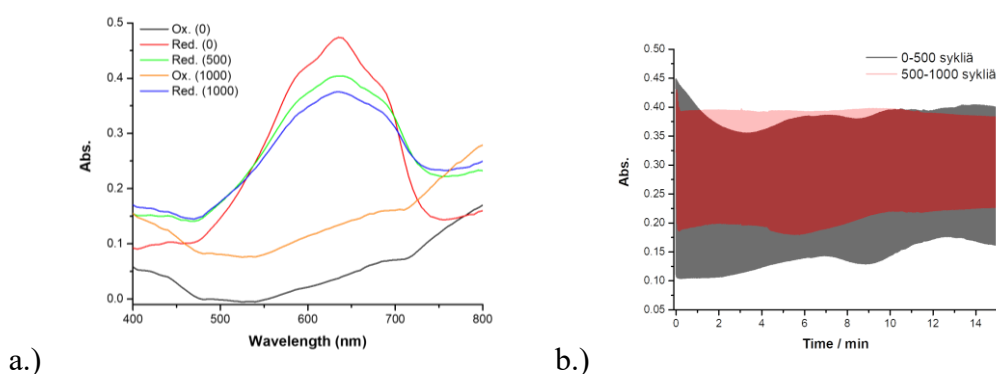 0.5
0.4
0.3
0.2
0.1
0.0
Abs.
Ox. (0)
Red. (0)
Red. (500)
Ox. (1000)
Red. (1000)
400 500 600 700 800
Wavelength (nm)
a.)
0.50
0.45
0.40
0.35
0.30
0.25
0.20
0.15
0.10
0.05
Abs.
0-500 sykliä
500-1000 sykliä
0 2 4 6 8 10 12 14
Time / min
b.)